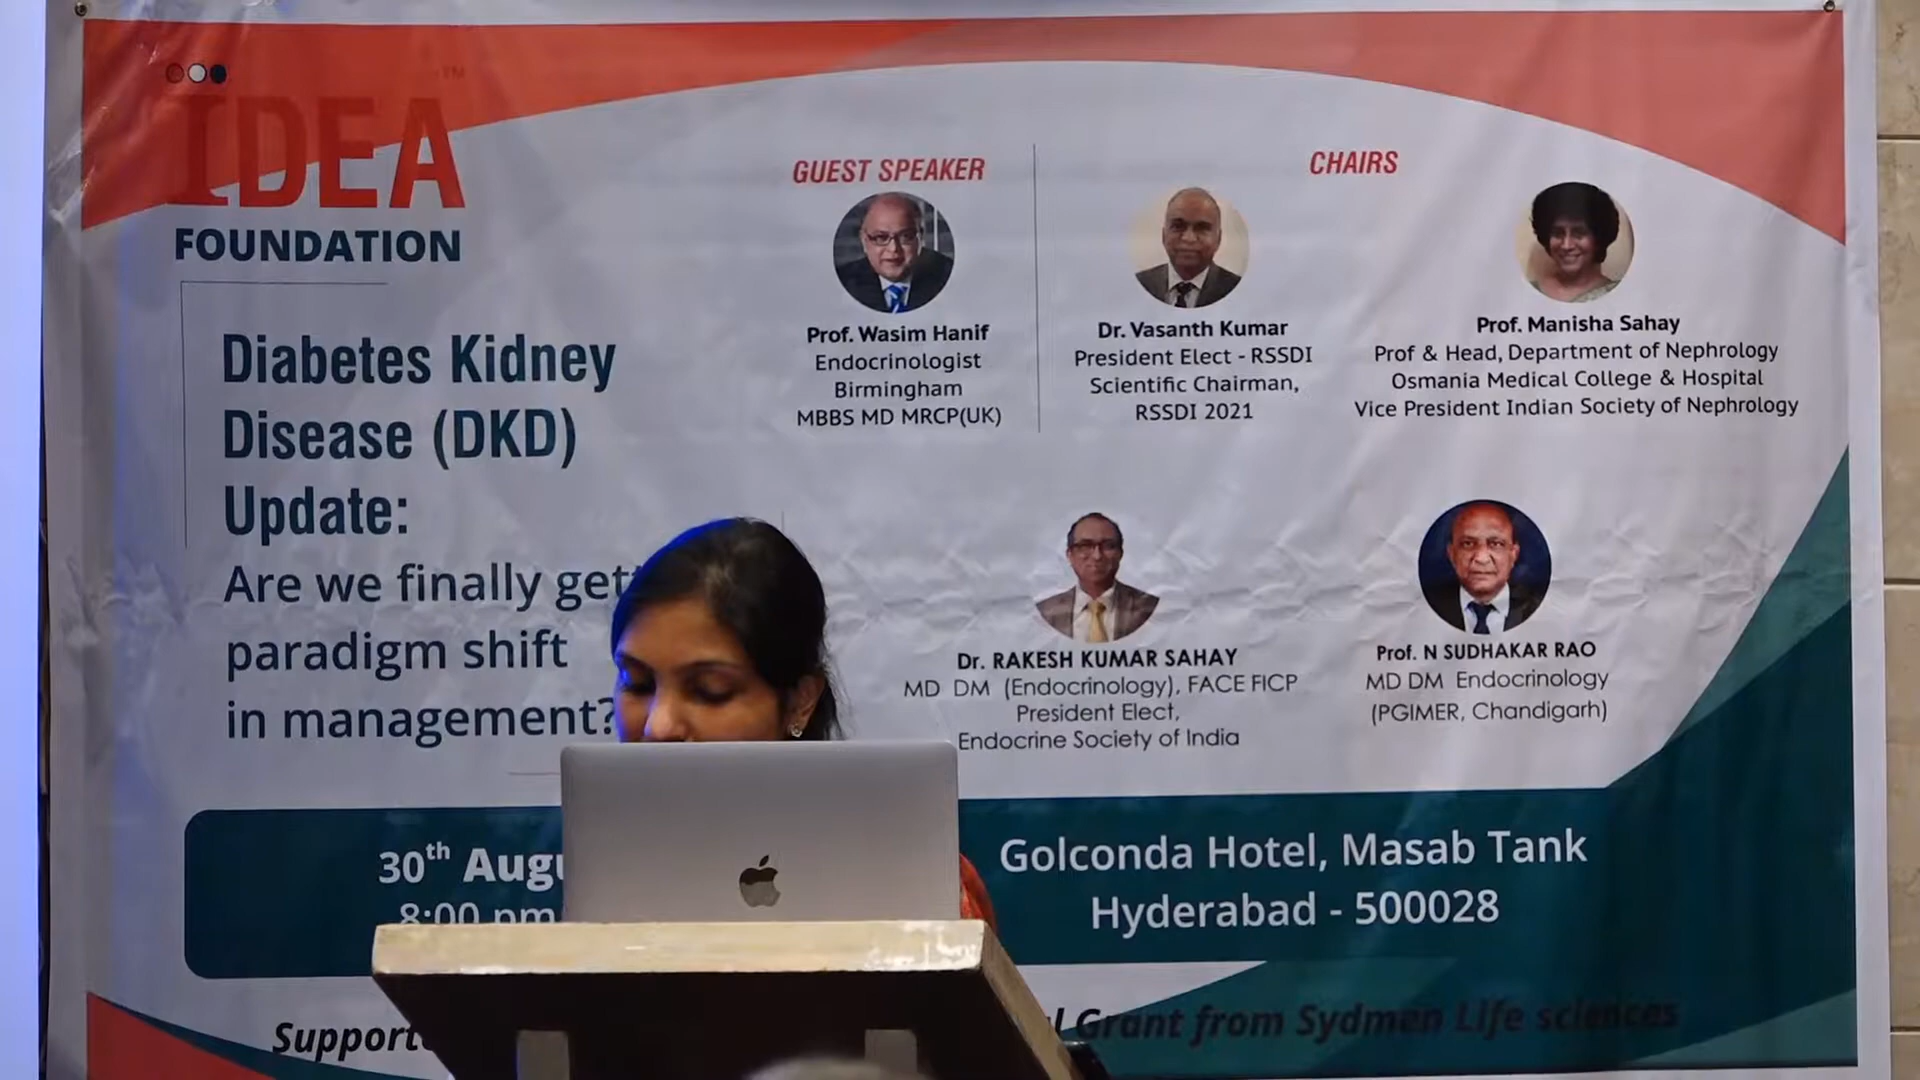 IDEA
FOUNDATION
Diabetes Kidney
Disease (DKD)
Update:
Are we finally
paradigm shift
in management?
GUEST SPEAKER
Prof. Wasim Hanif
Endocrinologist
Birmingham
MBBS MD MRCP(UK)
CHAIRS
Dr. Vasanth Kumar
President Elect - RSSDI
Scientific Chairman,
RSSDI 2021
Prof. Manisha Sahay
Prof & Head, Department of Nephrology
Osmania Medical College & Hospital
Vice President Indian Society of Nephrology
Dr. RAKESH KUMAR SAHAY
MD DM (Endocrinology), FACE FICP
President Elect,
Endocrine Society of India
Prof. N SUDHAKAR RAO
MD DM Endocrinology
(PGIMER, Chandigarh)
30th
8:00 pm
Golconda Hotel, Masab Tank
Hyderabad - 500028
Grant from Sydmen Life sciences